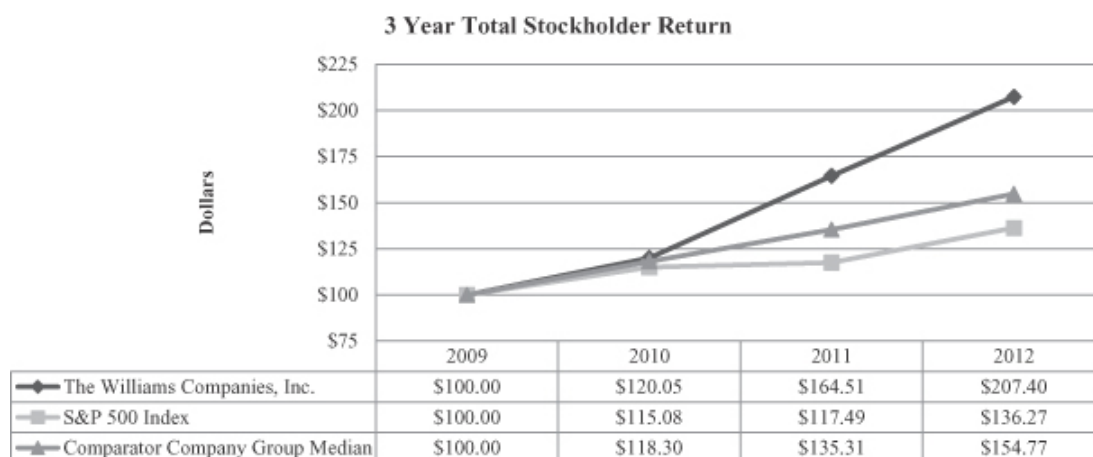 3 Year Total Stockholder Return
$225
$200
$175
$150
$125
$100
$75
Dollars
2009 2010 2011 2012
The Williams Companies, Inc. $100.00 $120.05 $164.51 $207.40
S&P 500 Index $100.00 $115.08 $117.49 $136.27
Comparator Company Group Median $100.00 $118.30 $135.31 $154.77